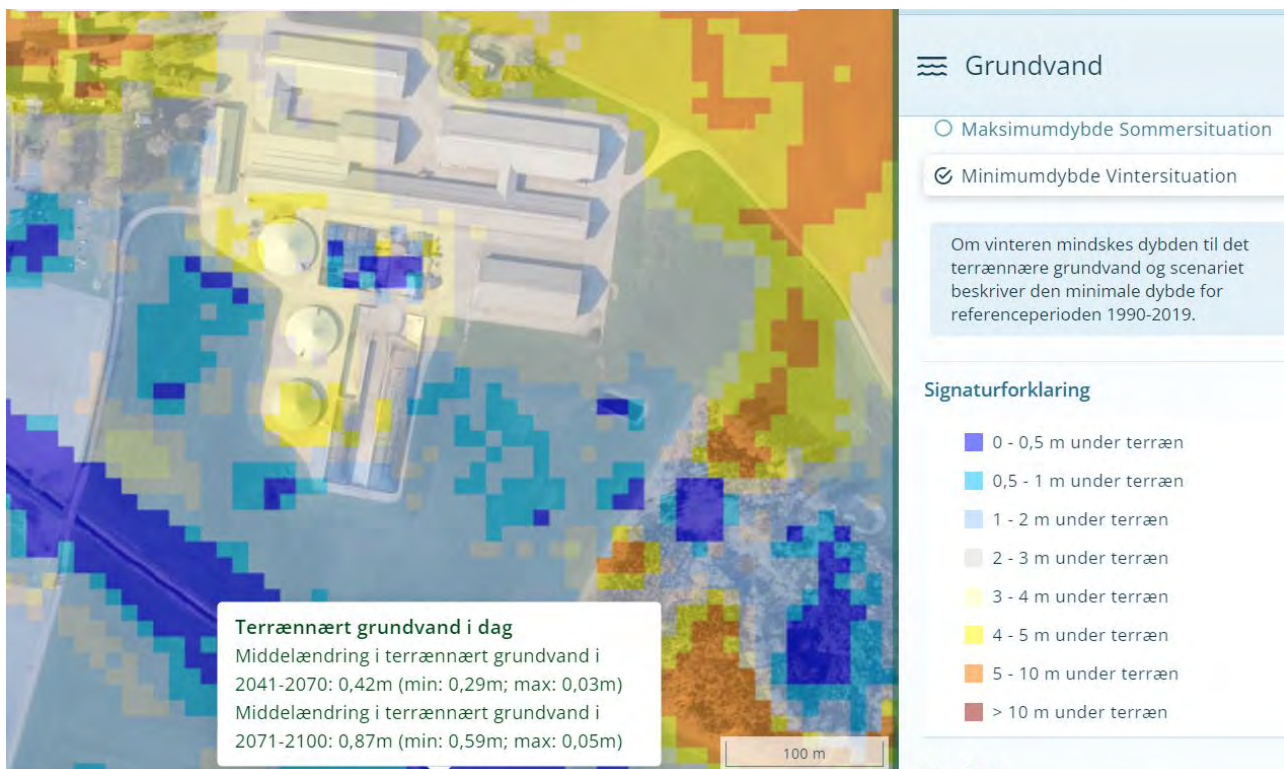 Grundvand
Maksimumdybde Sommersituation
Minimumdybde Vintersituation
Om vinteren mindskes dybden til det
terrænnære grundvand og scenariet
beskriver den minimale dybde for
referenceperioden 1990-2019.
Signaturforklaring
0 - 0,5 m under terræn
0,5 - 1 m under terræn
1 - 2 m under terræn
2 - 3 m under terræn
3 - 4 m under terræn
4 - 5 m under terræn
5 - 10 m under terræn
> 10 m under terræn
Terrænnært grundvand i dag
Middelændring i terrænnært grundvand i
2041-2070: 0,42m (min: 0,29m; max: 0,03m)
Middelændring i terrænnært grundvand i
2071-2100: 0,87m (min: 0,59m; max: 0,05m)
100 m